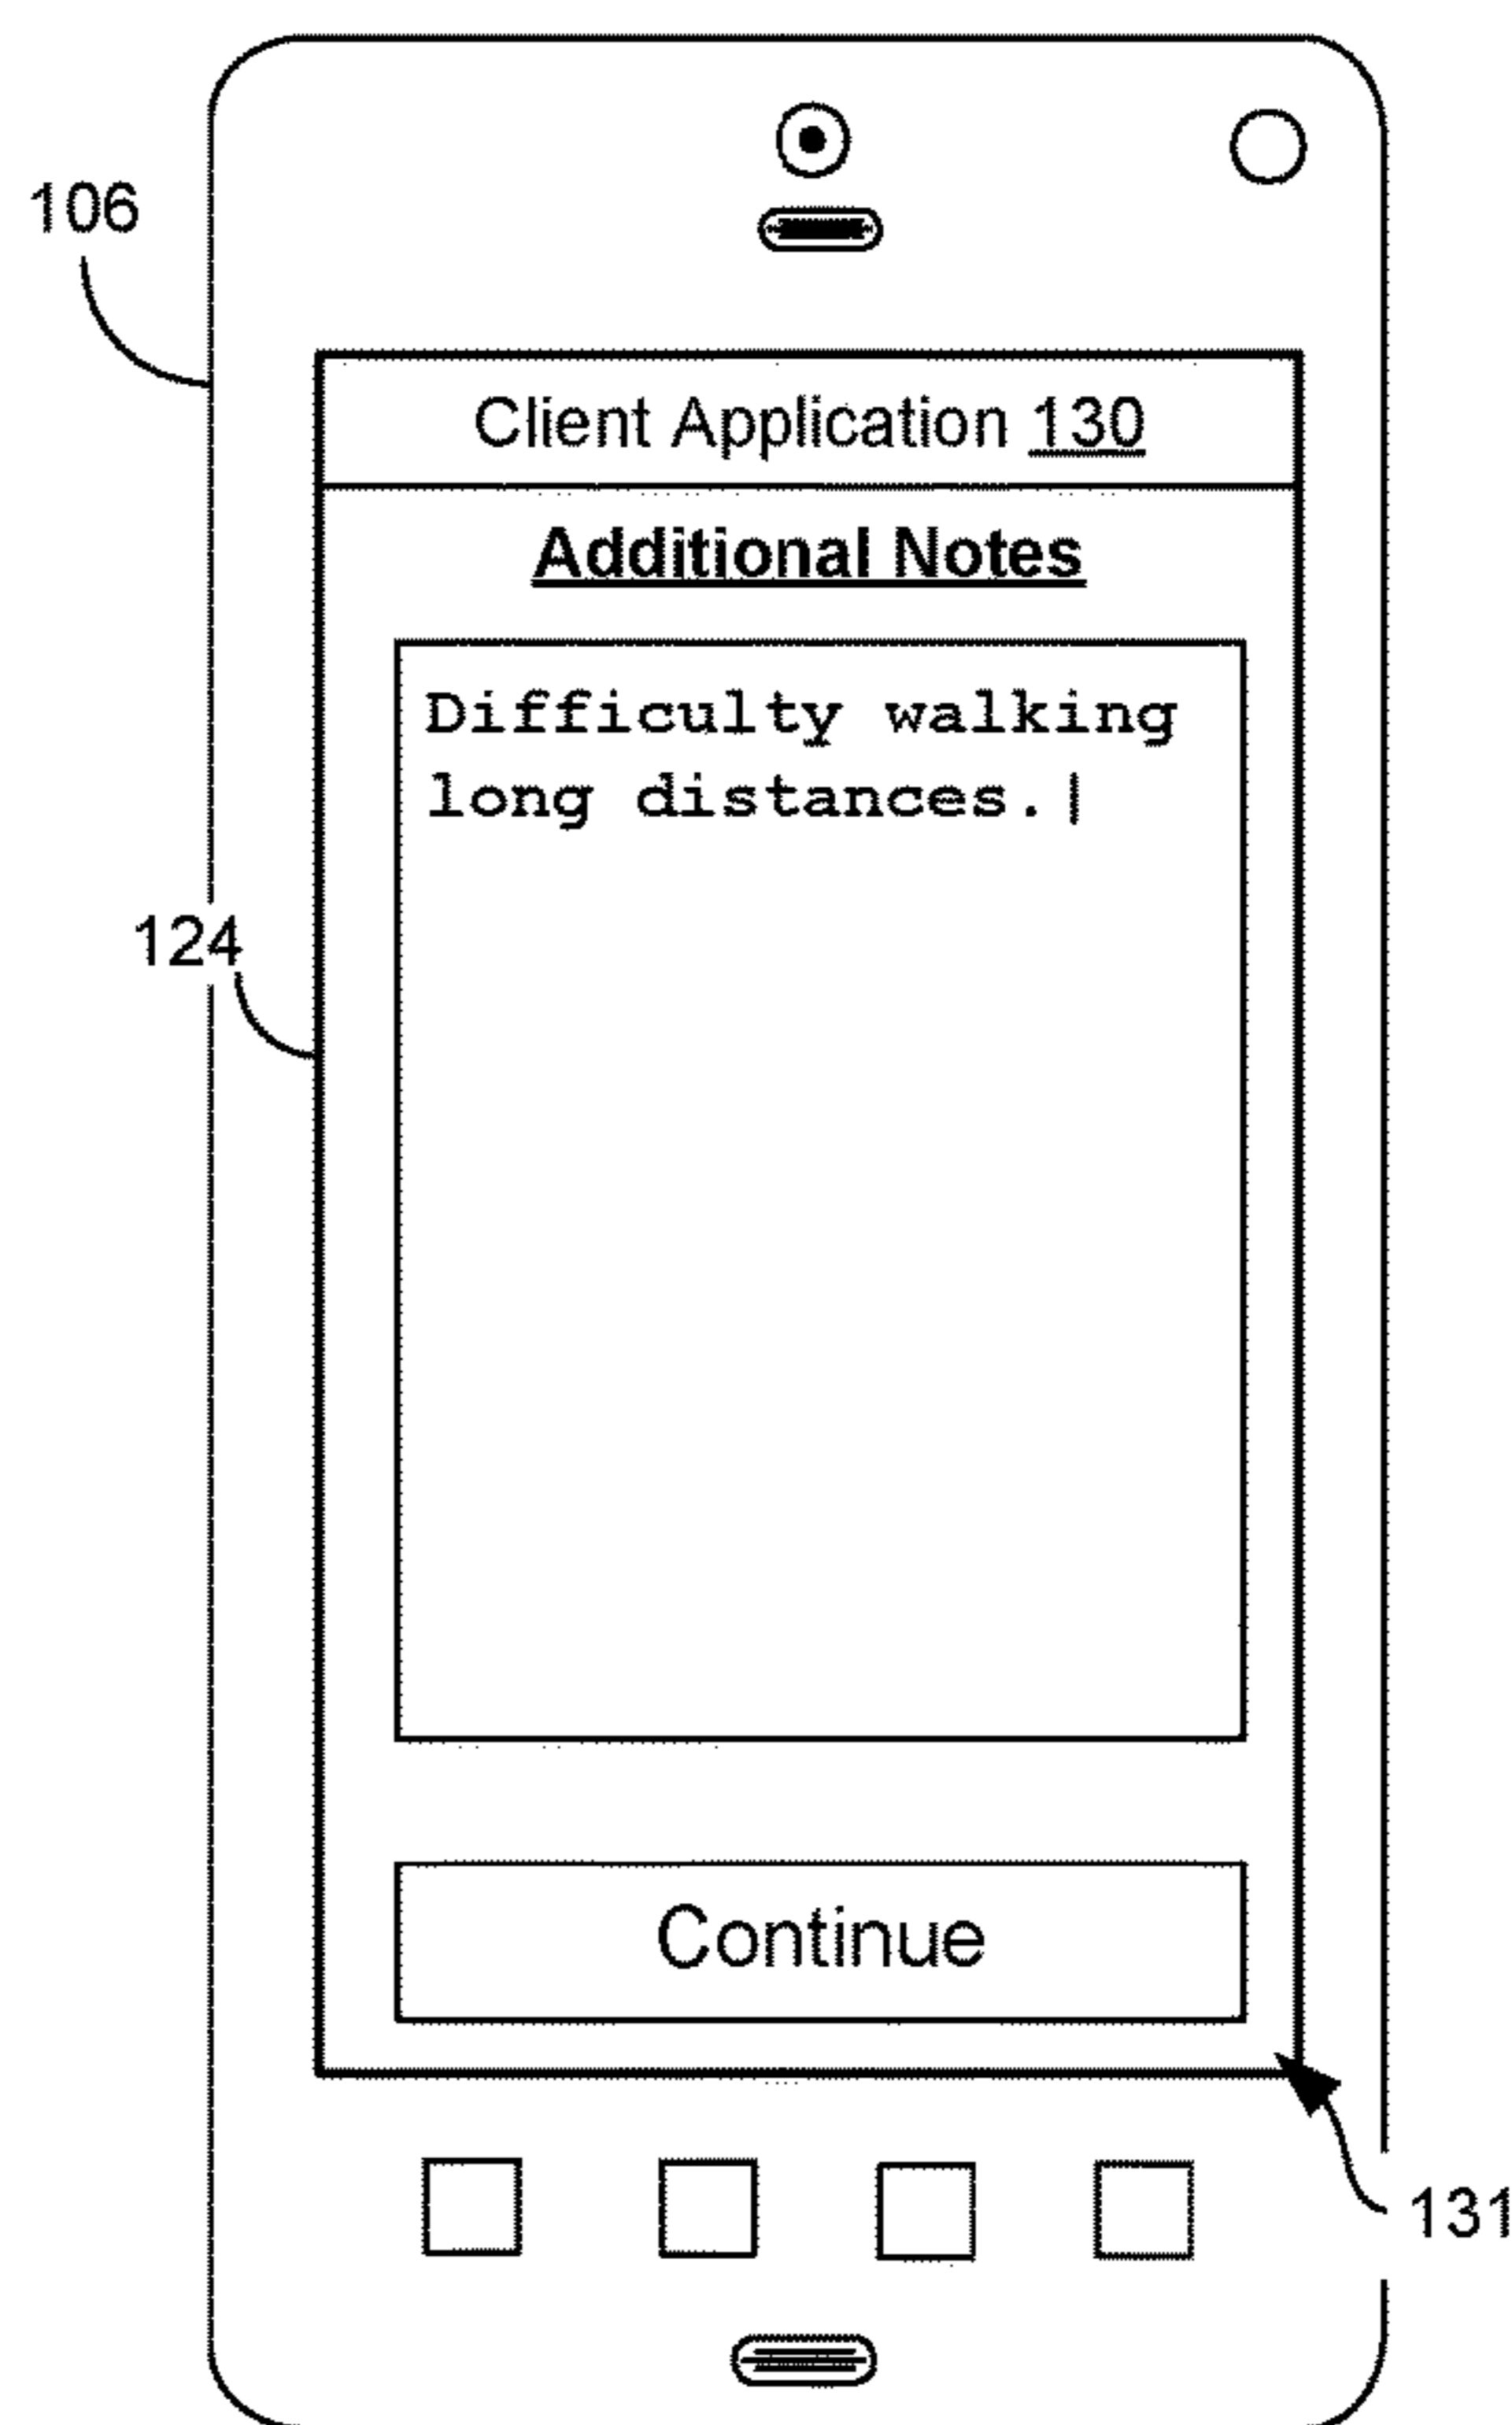 106
Client Application 130
Additional Notes
Difficulty walking
long distances.
124
Continue
131